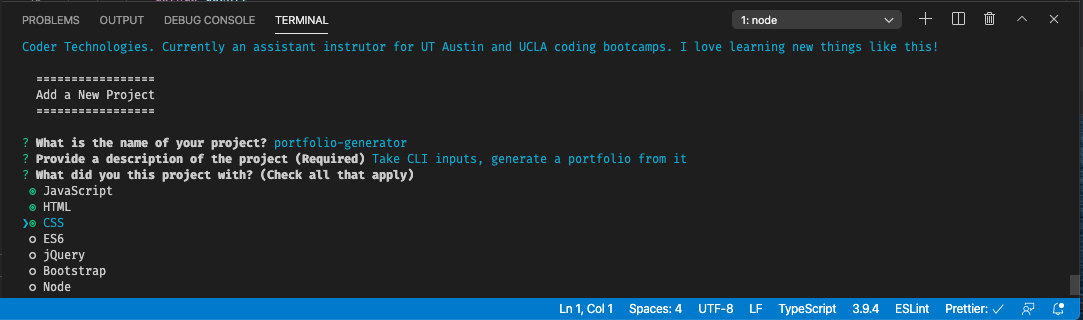 PROBLEMS OUTPUT DEBUG CONSOLE TERMINAL 1: node
Coder Technologies. Currently an assistant instrutor for UT Austin and UCLA coding bootcamps. I love learning new things like this!
=================
Add a New Project
=================
? What is the name of your project? portfolio-generator
? Provide a description of the project (Required) Take CLI inputs, generate a portfolio from it
? What did you this project with? (Check all that apply)
◉ JavaScript
◉ HTML
❯◉ CSS
◯ ES6
◯ jQuery
◯ Bootstrap
◯ Node
Ln 1, Col 1 Spaces: 4 UTF-8 LF TypeScript 3.9.4 ESLint Prettier: ✓